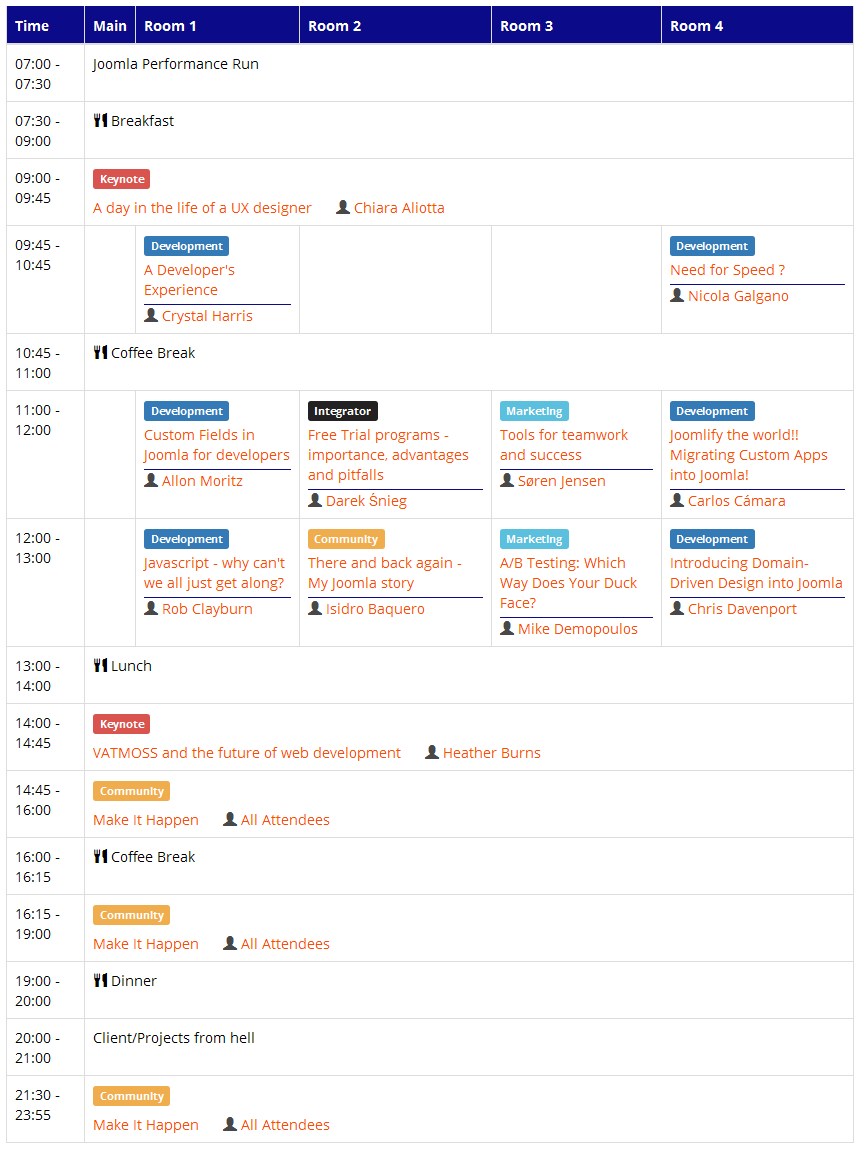 Time Main Room 1 Room 2 Room 3 Room 4
07:00 -
07:30
Joomla Performance Run
07:30 -
09:00
Breakfast
09:00 -
09:45
Keynote
A day in the life of a UX designer Chiara Aliotta
09:45 -
10:45
Development
A Developer's
Experience
Crystal Harris
Development
Need for Speed ?
Nicola Galgano
10:45 -
11:00
Coffee Break
11:00 -
12:00
Development
Custom Fields in
Joomla for developers
Allon Moritz
Integrator
Free Trial programs -
importance, advantages
and pitfalls
Darek Śnieg
Marketing
Tools for teamwork
and success
Søren Jensen
Development
Joomlify the world!!
Migrating Custom Apps
into Joomla!
Carlos Cámara
12:00 -
13:00
Development
Javascript - why can't
we all just get along?
Rob Clayburn
Community
There and back again -
My Joomla story
Isidro Baquero
Marketing
A/B Testing: Which
Way Does Your Duck
Face?
Mike Demopoulos
Development
Introducing Domain-
Driven Design into Joomla
Chris Davenport
13:00 -
14:00
Lunch
14:00 -
14:45
Keynote
VATMOSS and the future of web development Heather Burns
14:45 -
16:00
Community
Make It Happen All Attendees
16:00 -
16:15
Coffee Break
16:15 -
19:00
Community
Make It Happen All Attendees
19:00 -
20:00
Dinner
20:00 -
21:00
Client/Projects from hell
21:30 -
23:55
Community
Make It Happen All Attendees